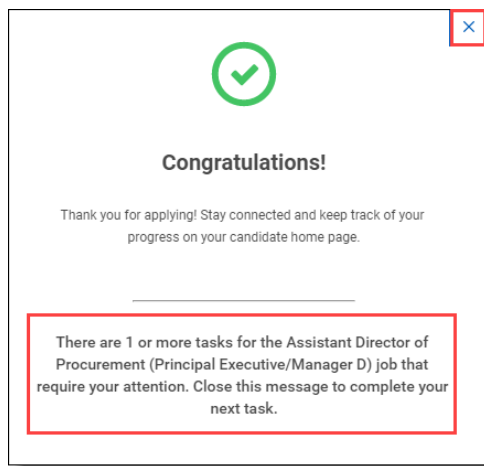 Congratulations!
Thank you for applying! Stay connected and keep track of your
progress on your candidate home page.
There are 1 or more tasks for the Assistant Director of
Procurement (Principal Executive/Manager D) job that
require your attention. Close this message to complete your
next task.